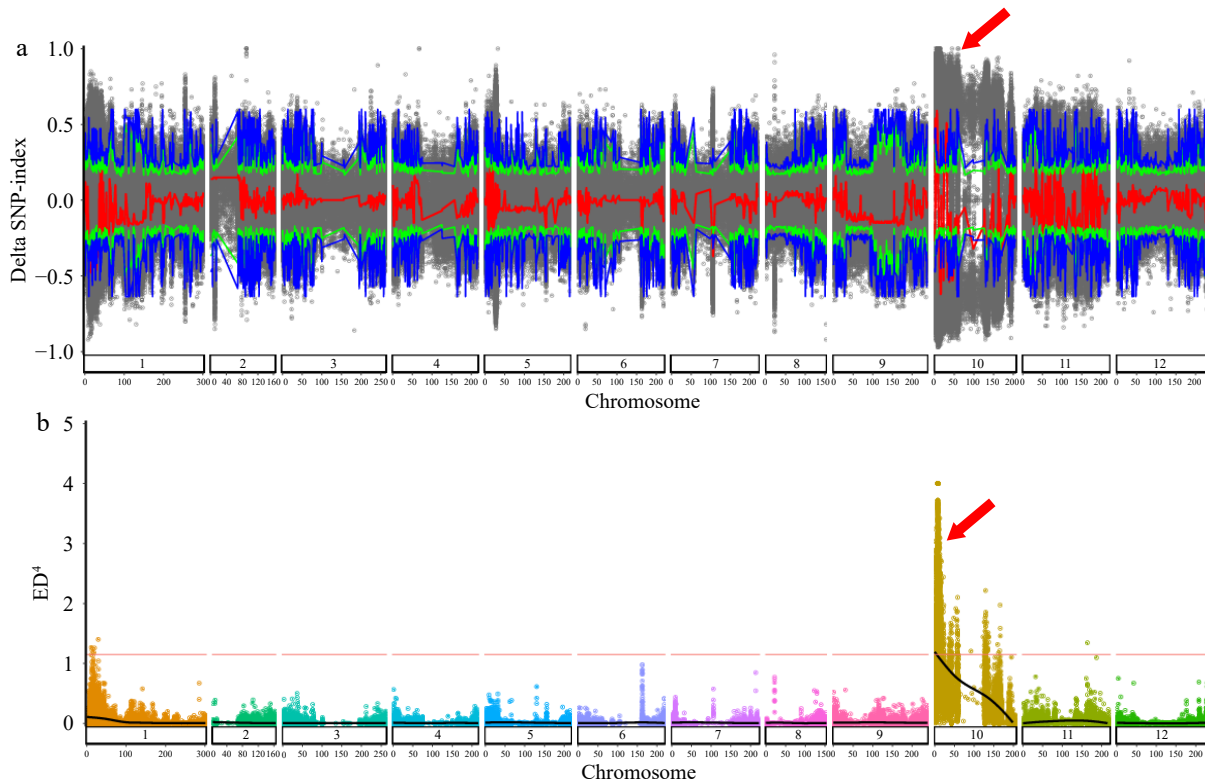 a
1.0
0.5
0.0
−0.5
−1.0
Delta SNP-index
1 2 3 4 5 6 7 8 9 10 11 12
0 100 200 300 40 80 120 160 0 50 100 150 200 250 0 50 100 150 200 0 50 100 150 200 0 50 100 150 200 0 50 100 150 200 0 50 100 150 0 50 100 150 200 0 50 100 150 200 0 50 100 150 200 0 50 100 150 200
Chromosome
b
5
4
3
2
1
0
ED⁴
1 2 3 4 5 6 7 8 9 10 11 12
0 100 200 300 40 80 120 160 0 50 100 150 200 250 0 50 100 150 200 0 50 100 150 200 0 50 100 150 200 0 50 100 150 200 0 50 100 150 0 50 100 150 200 0 50 100 150 200 0 50 100 150 200 0 50 100 150 200
Chromosome